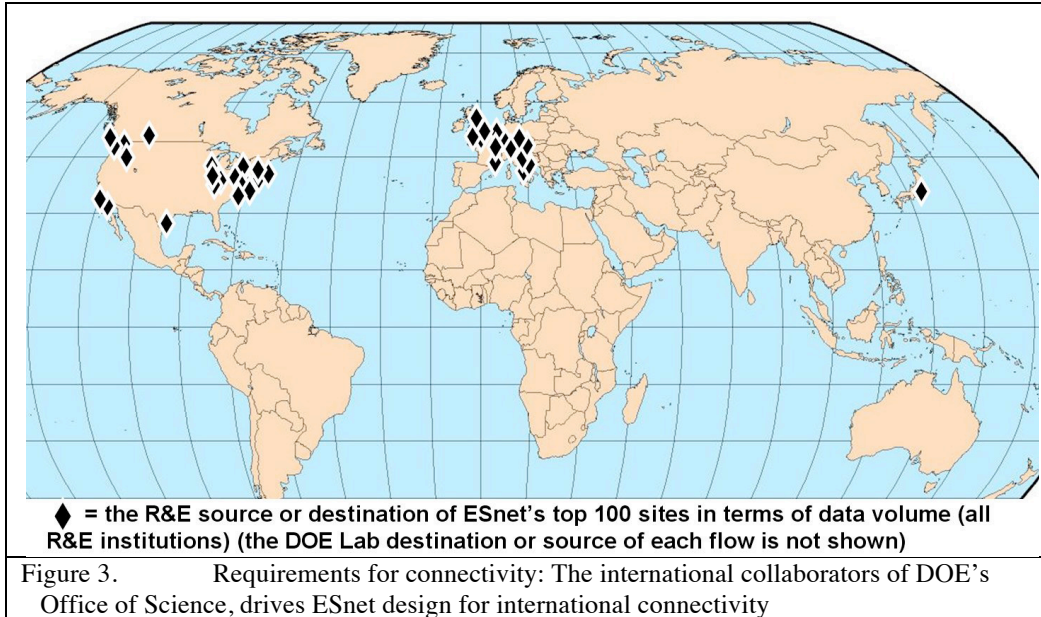 = the R&E source or destination of ESnet's top 100 sites in terms of data volume (all
R&E institutions) (the DOE Lab destination or source of each flow is not shown)
Figure 3. Requirements for connectivity: The international collaborators of DOE's
Office of Science, drives ESnet design for international connectivity